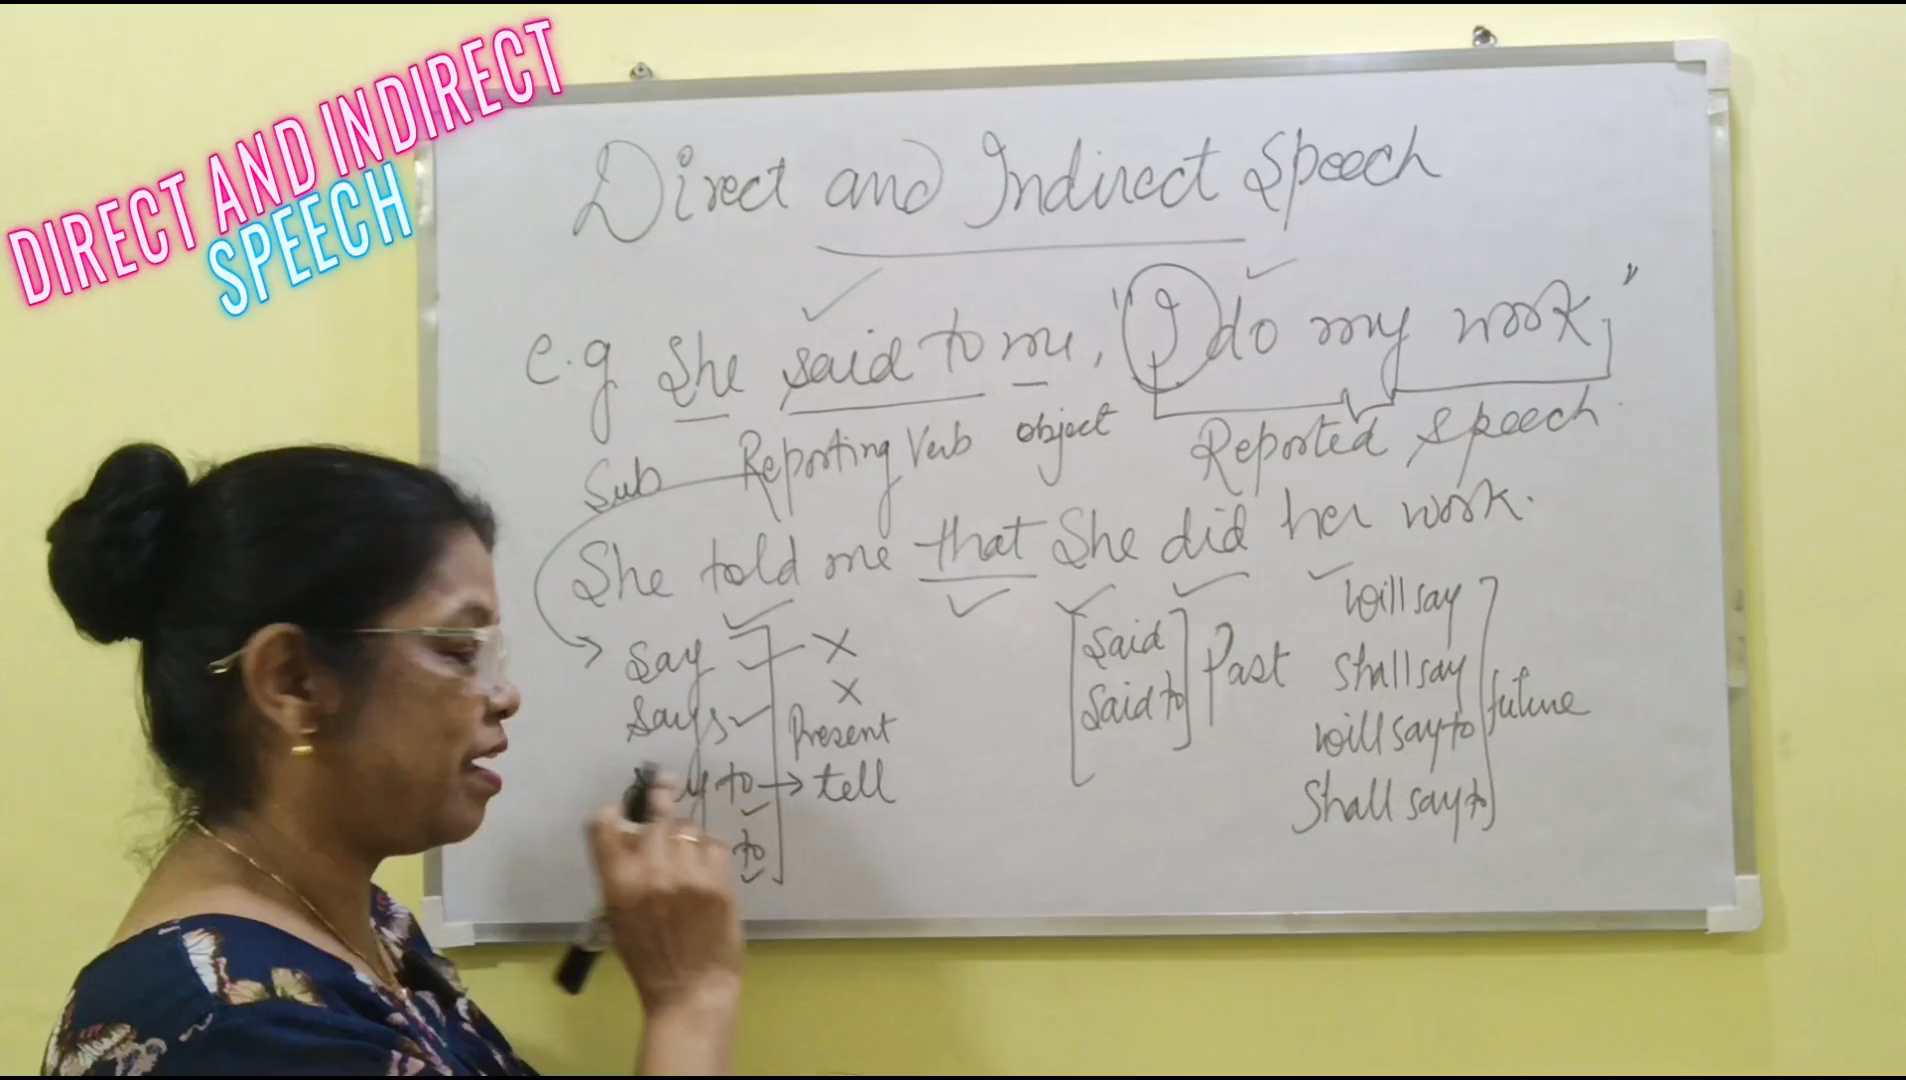 DIRECT AND INDIRECT
SPEECH
Direct and Indirect Speech
e.g She said to me, "I do my work."
Sub Reporting Verb object Reported speech.
She told me that She did her work.
say x
says x
Present
to → tell
to
Said
Said to
Past
will say
shall say
will say to
Shall say to
future